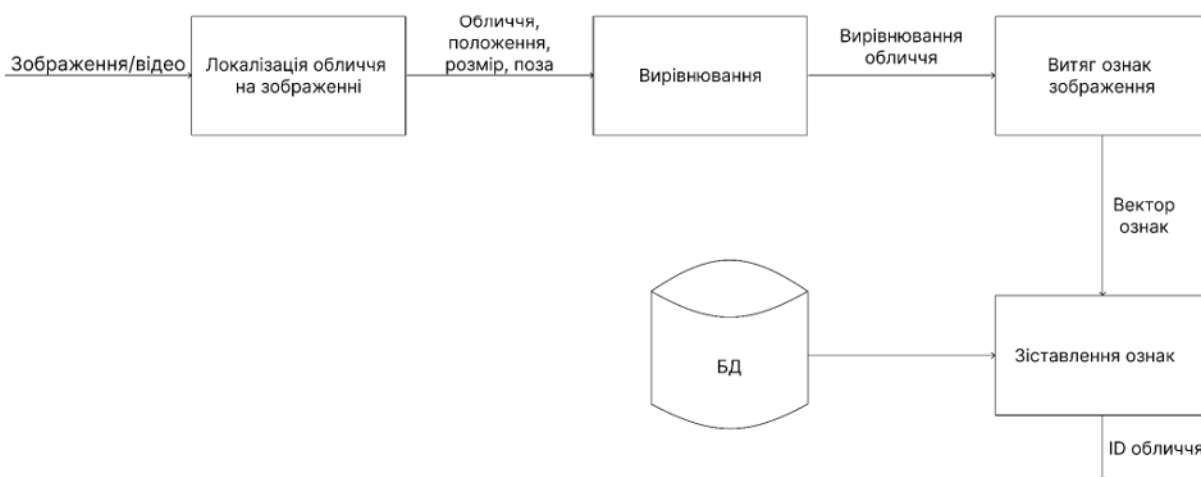 Зображення/відео
Локалізація обличчя
на зображенні
Обличчя,
положення,
розмір, поза
Вирівнювання
Вирівнювання
обличчя
Витяг ознак
зображення
Вектор
ознак
БД
Зіставлення ознак
ID обличчя